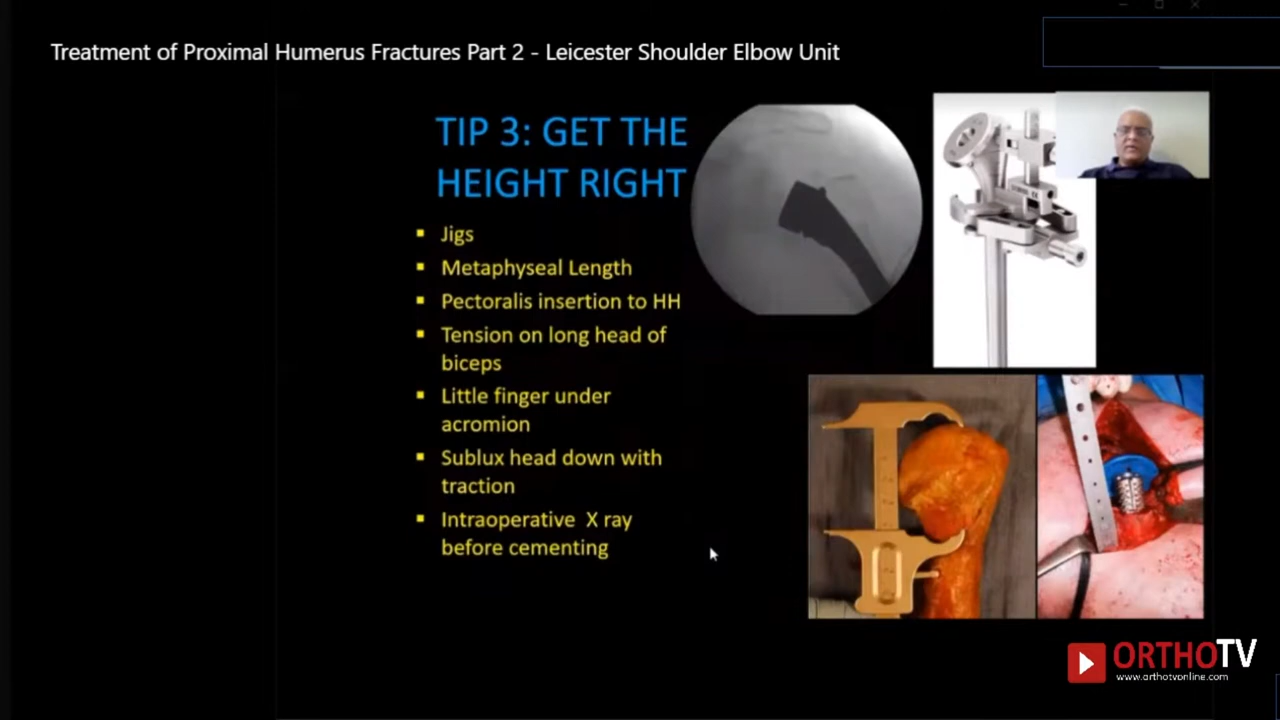 Treatment of Proximal Humerus Fractures Part 2 - Leicester Shoulder Elbow Unit
TIP 3: GET THE
HEIGHT RIGHT
Jigs
Metaphyseal Length
Pectoralis insertion to HH
Tension on long head of
biceps
Little finger under
acromion
Sublux head down with
traction
Intraoperative X ray
before cementing
ORTHOTV
www.orthotvonline.com